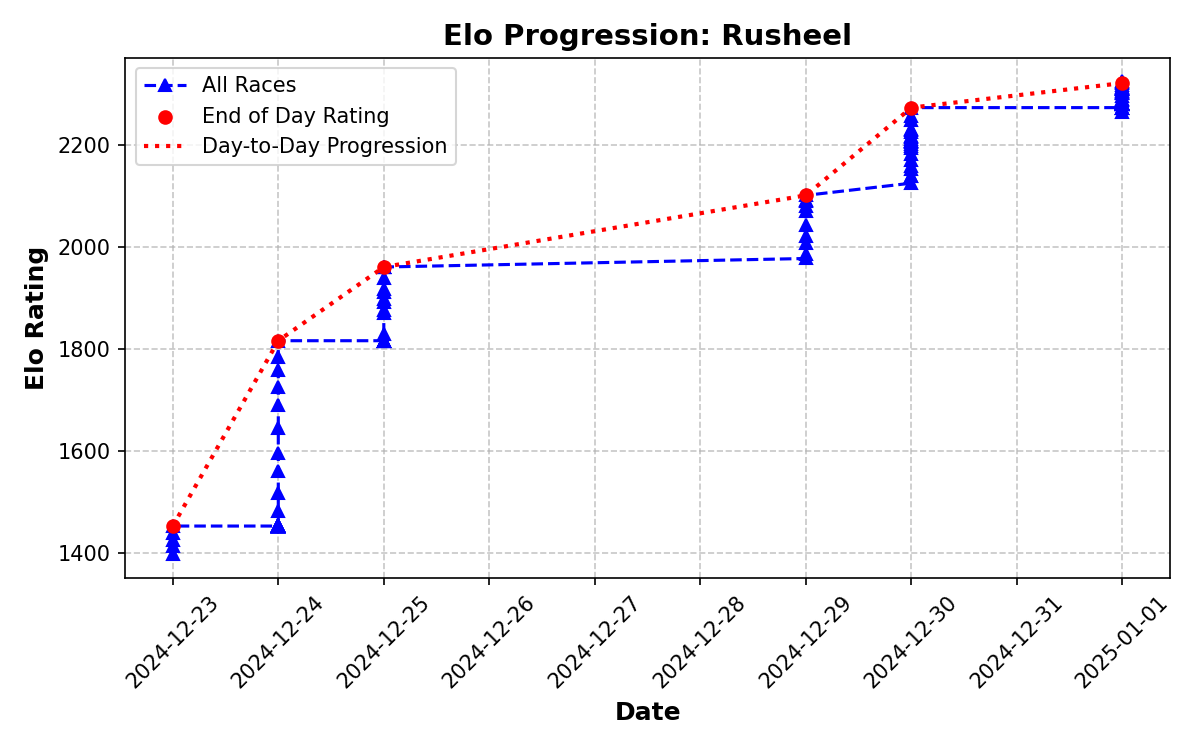 Elo Progression: Rusheel
All Races
End of Day Rating
Day-to-Day Progression
Elo Rating
2200
2000
1800
1600
1400
2024-12-23
2024-12-24
2024-12-25
2024-12-26
2024-12-27
2024-12-28
2024-12-29
2024-12-30
2024-12-31
2025-01-01
Date